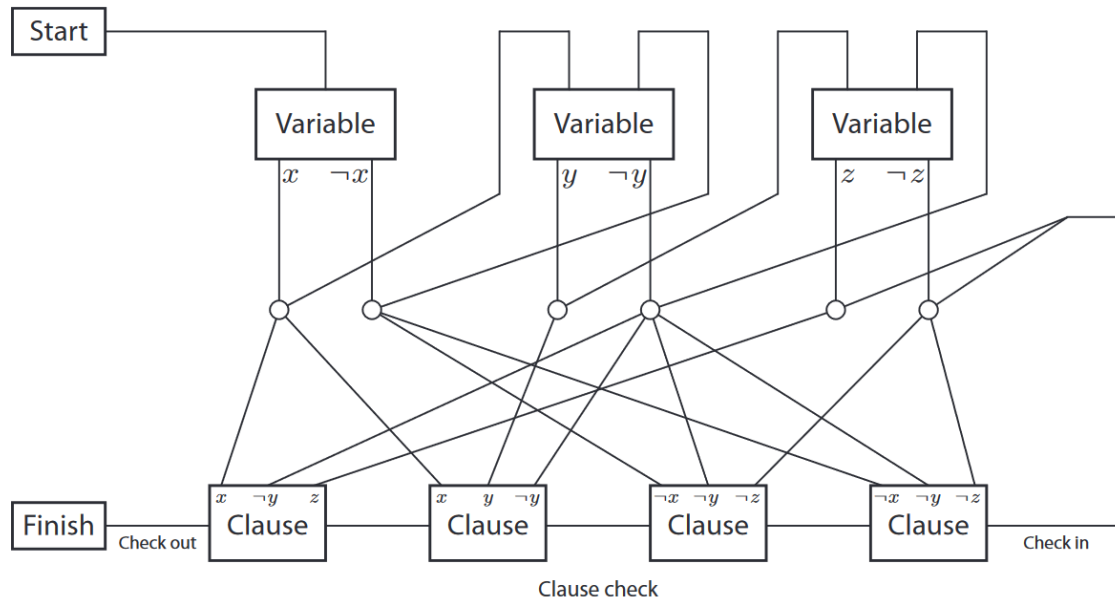 Start
Variable Variable Variable
x ¬x y ¬y z ¬z
x ¬y z x y ¬y ¬x ¬y ¬z ¬x ¬y ¬z
Finish Clause Clause Clause Clause
Check out Check in
Clause check